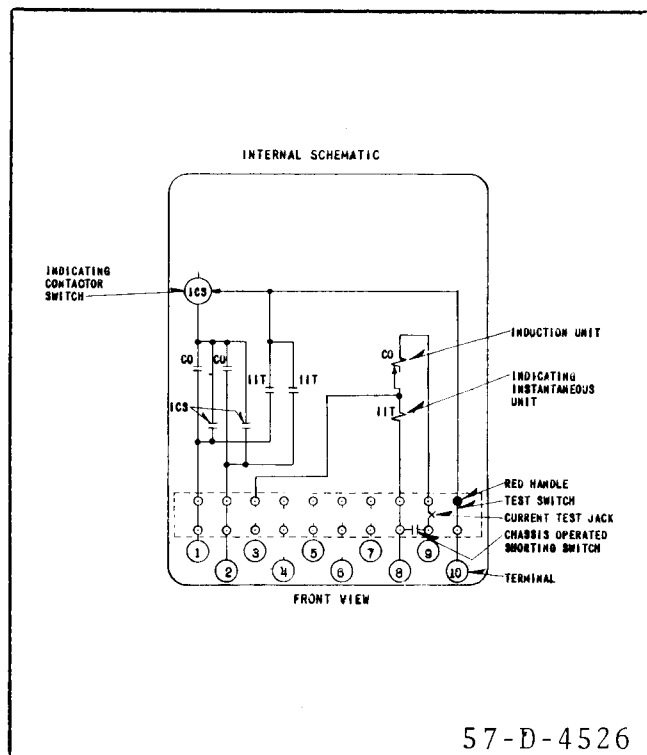 INTERNAL SCHEMATIC
INDICATING
CONTACTOR
SWITCH
ICS
CO
CO
IIT
IIT
ICS
CO
IIT
INDUCTION UNIT
INDICATING
INSTANTANEOUS
UNIT
RED HANDLE
TEST SWITCH
CURRENT TEST JACK
CHASSIS OPERATED
SHORTING SWITCH
TERMINAL
1
2
3
4
5
6
7
8
9
10
FRONT VIEW
57-D-4526